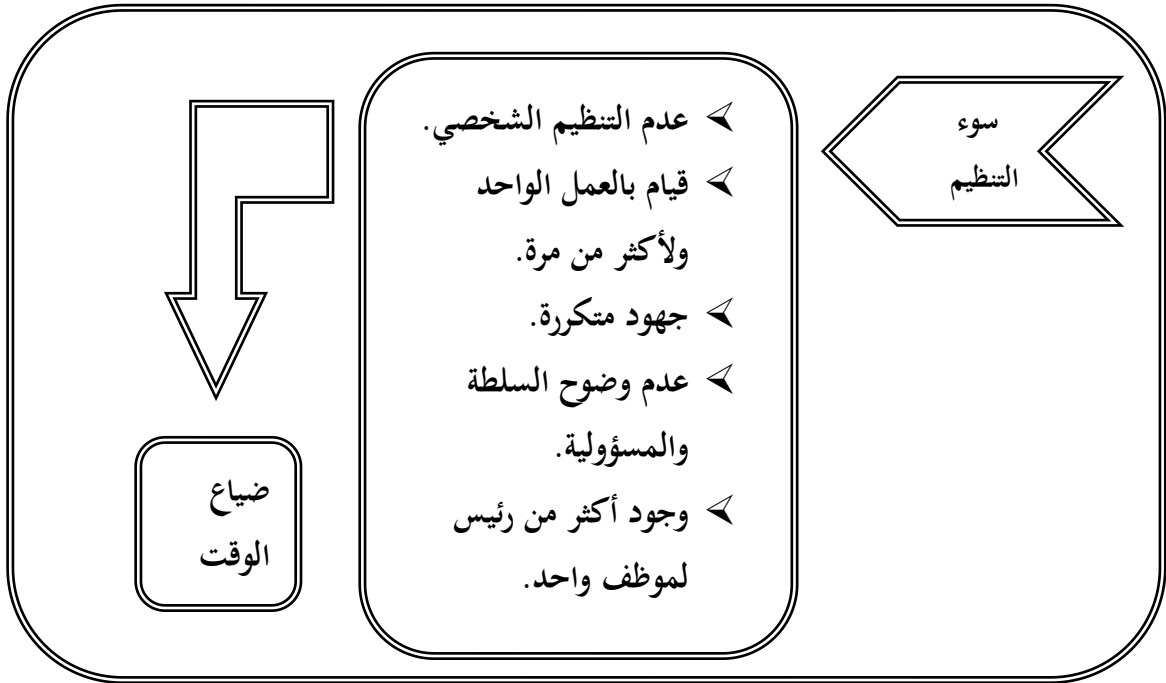 سوء
التنظيم
عدم التنظيم الشخصي.
قيام بالعمل الواحد
ولأكثر من مرة.
جهود متكررة.
عدم وضوح السلطة
والمسؤولية.
وجود أكثر من رئيس
لموظف واحد.
ضياع
الوقت